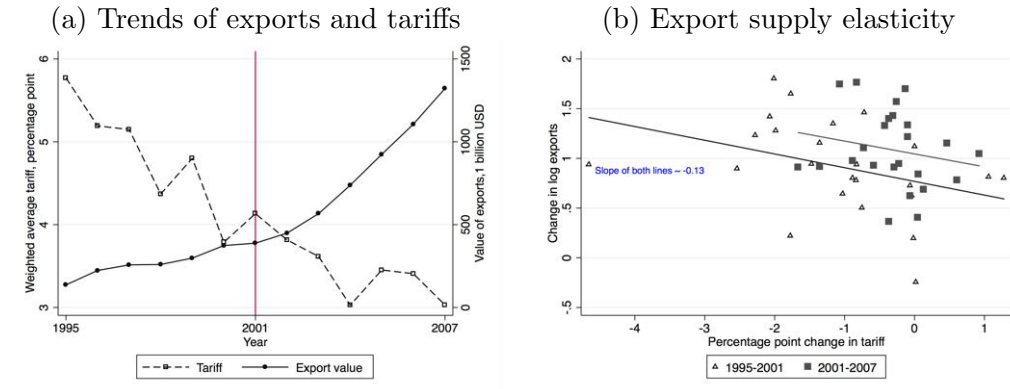 (a) Trends of exports and tariffs
Weighted average tariff, percentage point
6
5
4
3
1500
1000
500
0
Value of exports,1 billion USD
1995
2001
2007
Year
Tariff
Export value
(b) Export supply elasticity
Change in log exports
2
1.5
1
.5
0
-.5
Slope of both lines ~ -0.13
-4
-3
-2
-1
0
1
Percentage point change in tariff
1995-2001
2001-2007